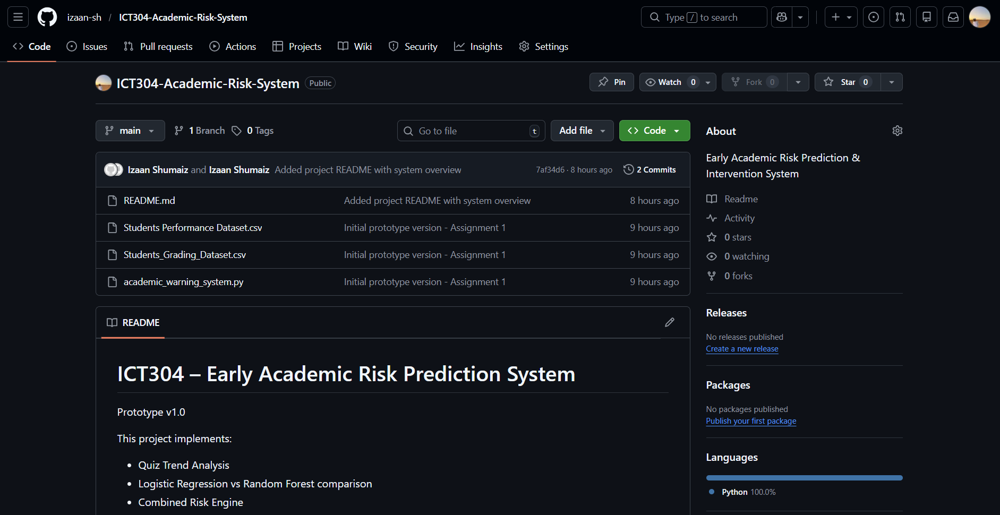 izaan-sh / ICT304-Academic-Risk-System
Type / to search
Code Issues Pull requests Actions Projects Wiki Security Insights Settings
ICT304-Academic-Risk-System Public
Pin Watch 0 Fork 0 Star 0
main 1 Branch 0 Tags
Go to file t Add file Code
Izaan Shumaiz and Izaan Shumaiz Added project README with system overview 7af34d6 · 8 hours ago 2 Commits
README.md Added project README with system overview 8 hours ago
Students Performance Dataset.csv Initial prototype version - Assignment 1 9 hours ago
Students_Grading_Dataset.csv Initial prototype version - Assignment 1 9 hours ago
academic_warning_system.py Initial prototype version - Assignment 1 9 hours ago
README
ICT304 – Early Academic Risk Prediction System
Prototype v1.0
This project implements:
• Quiz Trend Analysis
• Logistic Regression vs Random Forest comparison
• Combined Risk Engine
About
Early Academic Risk Prediction &
Intervention System
Readme
Activity
0 stars
0 watching
0 forks
Releases
No releases published
Create a new release
Packages
No packages published
Publish your first package
Languages
Python 100.0%